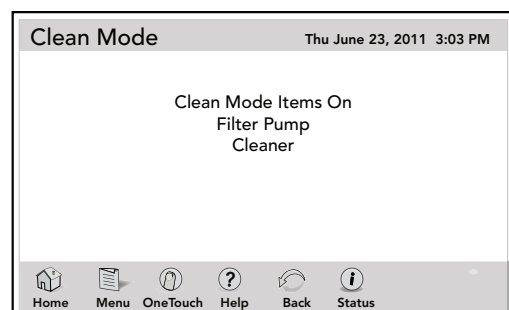 Clean Mode
Thu June 23, 2011 3:03 PM
Clean Mode Items On
Filter Pump
Cleaner
?
i
Home Menu OneTouch Help Back Status